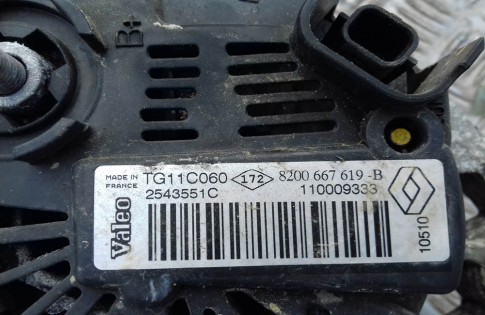 B+
MADE IN TG11C060 172 8200 667 619 -B
FRANCE
2543551C 110009333
Valeo
10510